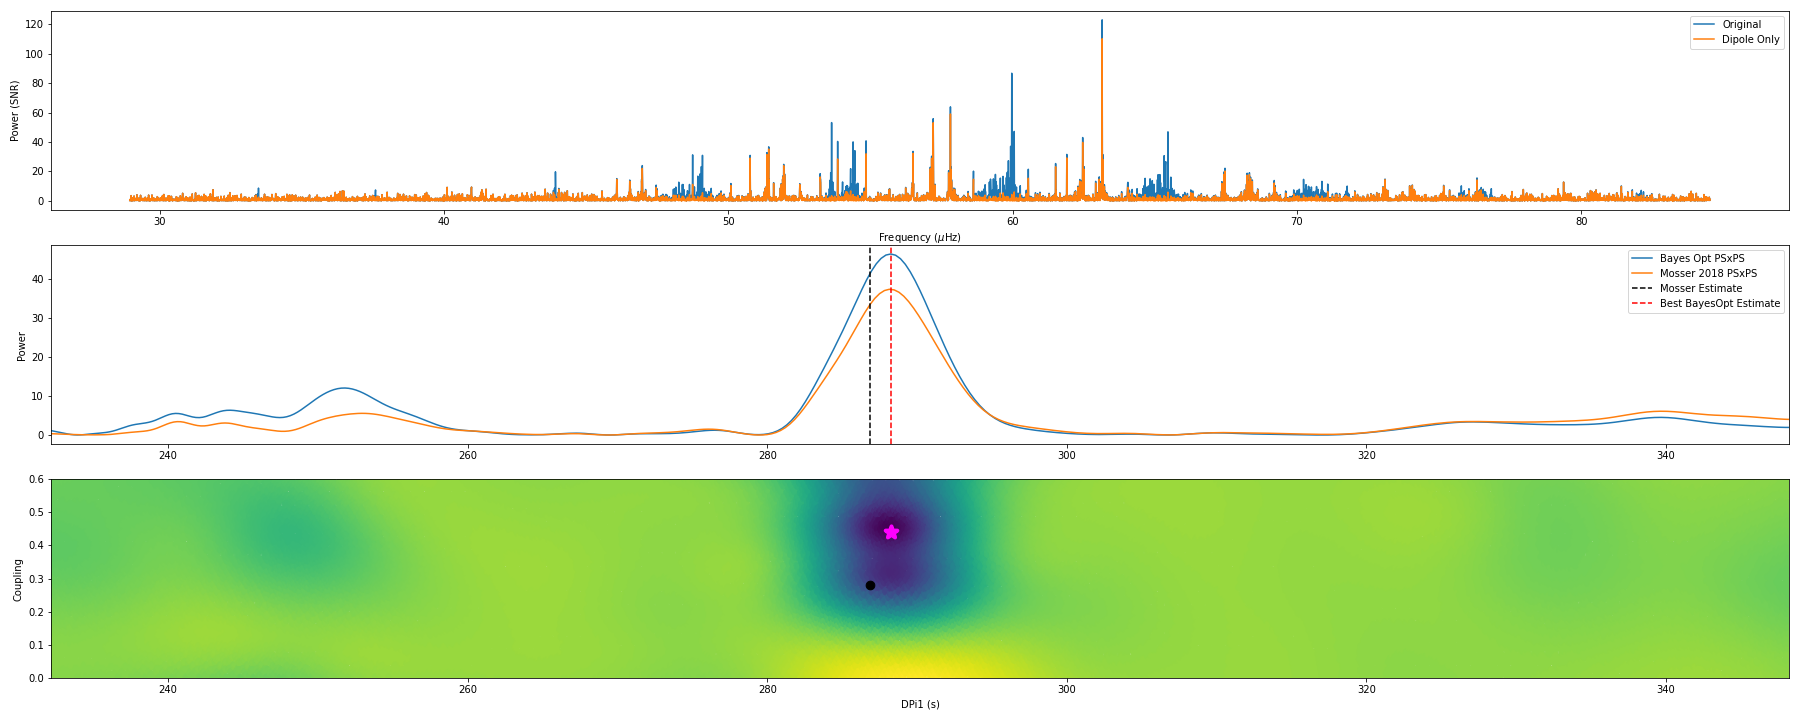 120
100
80
60
40
20
0
Power (SNR)
Original
Dipole Only
30 40 50 60 70 80
Frequency (μHz)
40
30
20
10
0
Power
Bayes Opt PSxPS
Mosser 2018 PSxPS
Mosser Estimate
Best BayesOpt Estimate
240 260 280 300 320 340
0.6
0.5
0.4
0.3
0.2
0.1
0.0
Coupling
240 260 280 300 320 340
DPi1 (s)